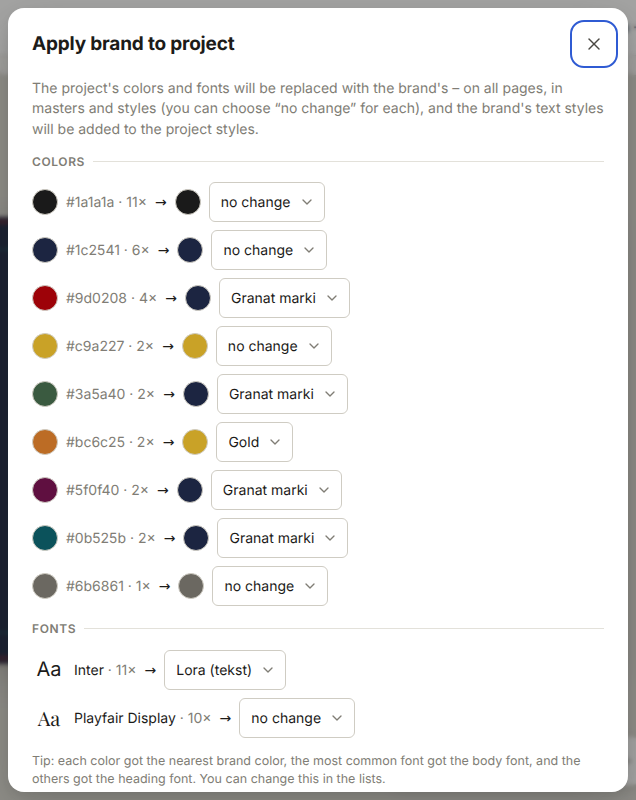 Apply brand to project
The project's colors and fonts will be replaced with the brand's – on all pages, in
masters and styles (you can choose “no change” for each), and the brand's text styles
will be added to the project styles.
COLORS
#1a1a1a · 11× → no change
#1c2541 · 6× → no change
#9d0208 · 4× → Granat marki
#c9a227 · 2× → no change
#3a5a40 · 2× → Granat marki
#bc6c25 · 2× → Gold
#5f0f40 · 2× → Granat marki
#0b525b · 2× → Granat marki
#6b6861 · 1× → no change
FONTS
Aa Inter · 11× → Lora (tekst)
Aa Playfair Display · 10× → no change
Tip: each color got the nearest brand color, the most common font got the body font, and the
others got the heading font. You can change this in the lists.